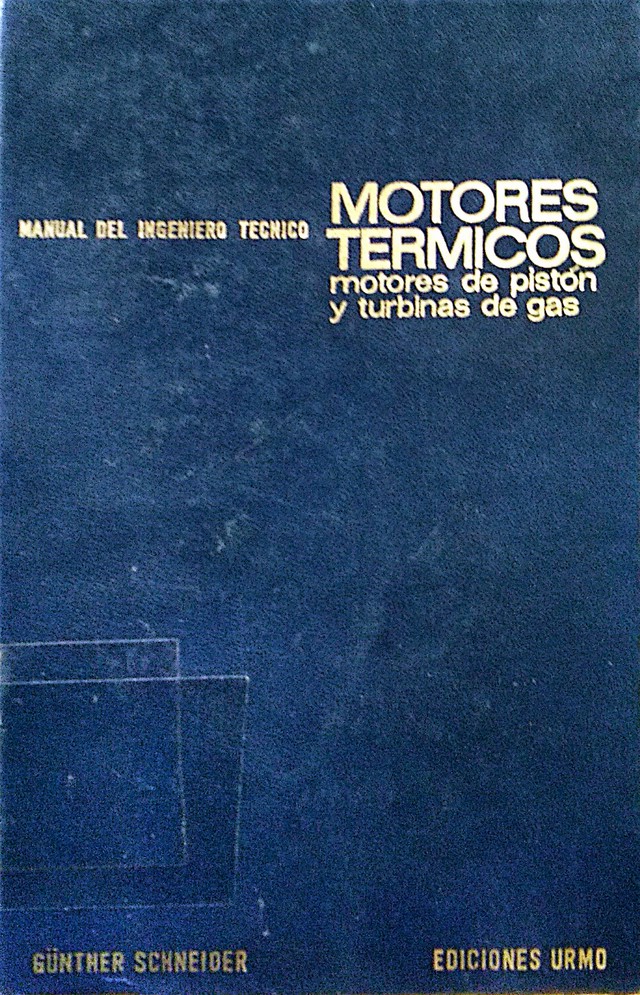 MANUAL DEL INGENIERO TECNICO
MOTORES
TERMICOS
motores de pistón
y turbinas de gas
GÜNTHER SCHNEIDER
EDICIONES URMO